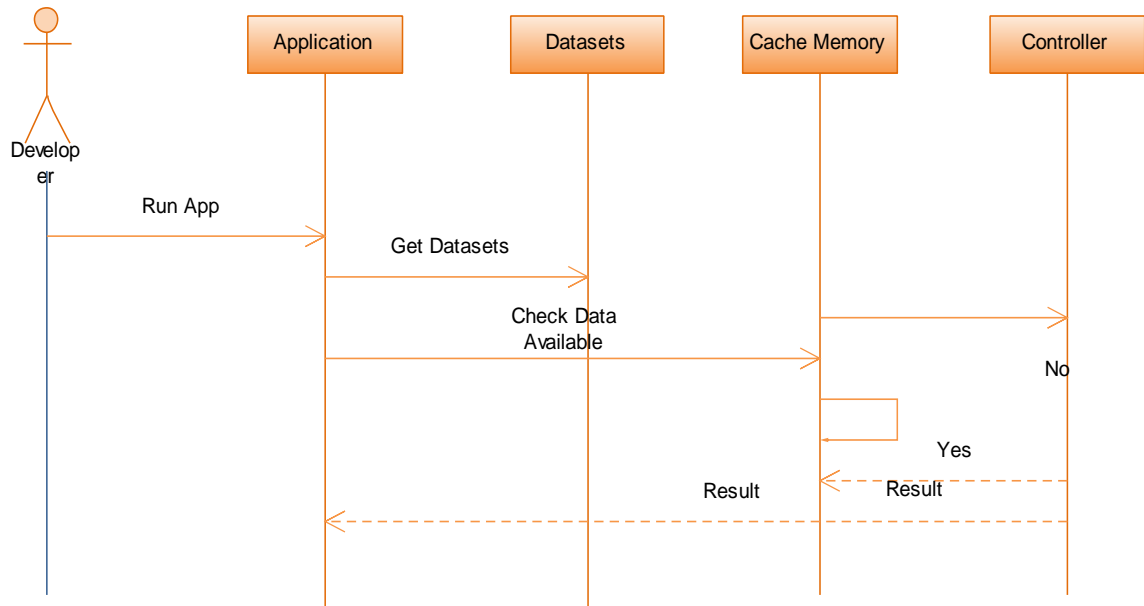 Application
Datasets
Cache Memory
Controller
Develop
er
Run App
Get Datasets
Check Data
Available
No
Yes
Result
Result